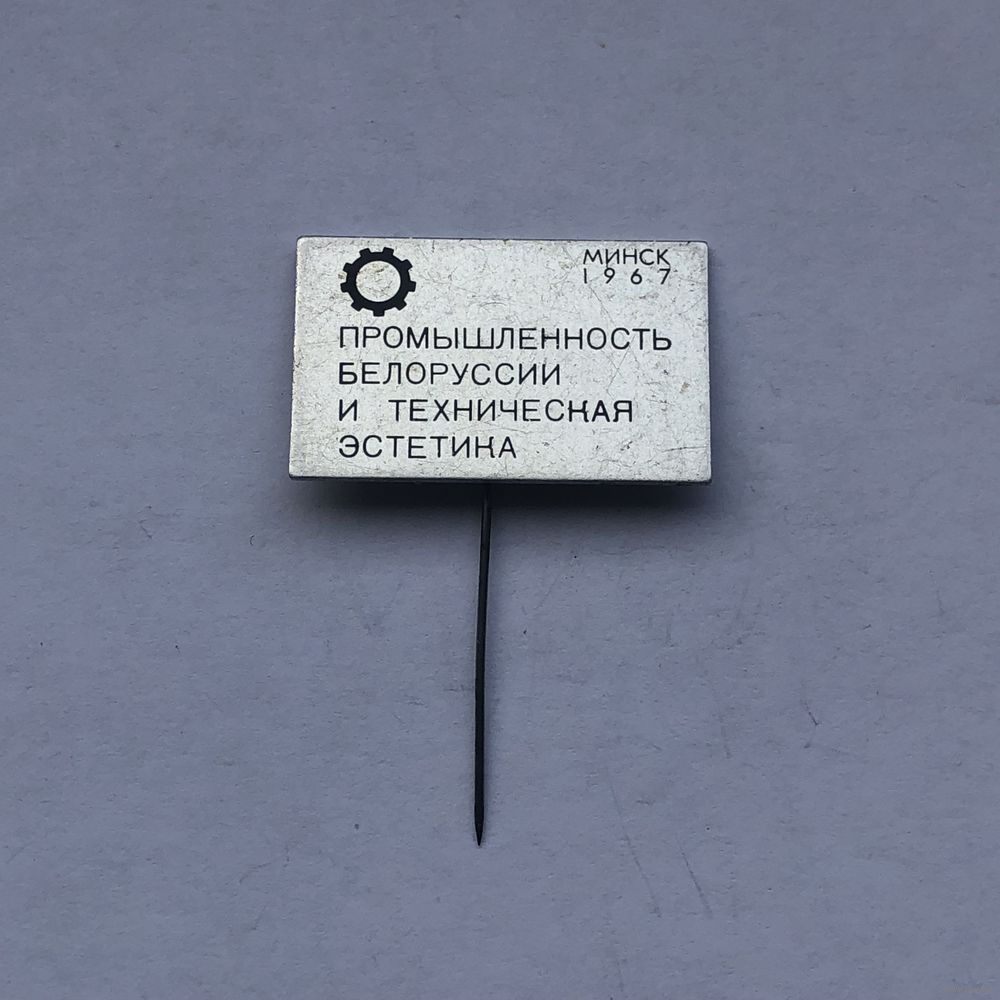 МИНСК
1967
ПРОМЫШЛЕННОСТЬ
БЕЛОРУССИИ
И ТЕХНИЧЕСКАЯ
ЭСТЕТИКА